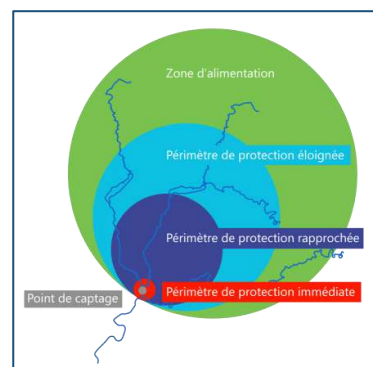 Zone d'alimentation
Périmètre de protection éloignée
Périmètre de protection rapprochée
Point de captage
Périmètre de protection immédiate